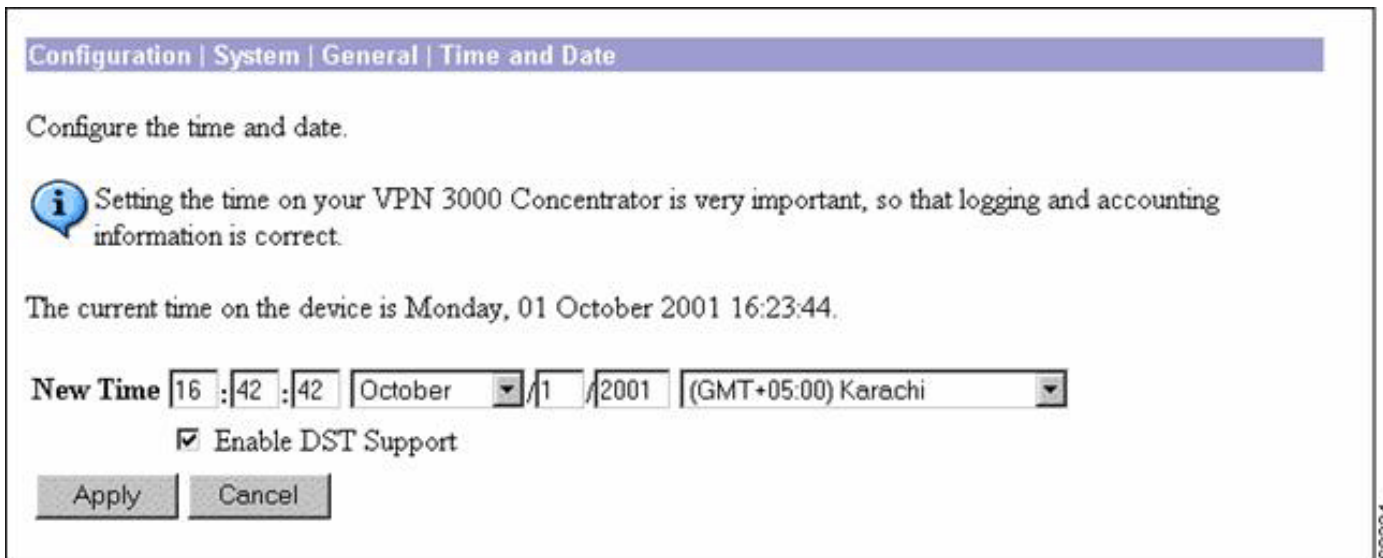 Configuration | System | General | Time and Date
Configure the time and date.
Setting the time on your VPN 3000 Concentrator is very important, so that logging and accounting
information is correct.
The current time on the device is Monday, 01 October 2001 16:23:44.
New Time 16 : 42 : 42 October / 1 / 2001 (GMT+05:00) Karachi
Enable DST Support
Apply Cancel